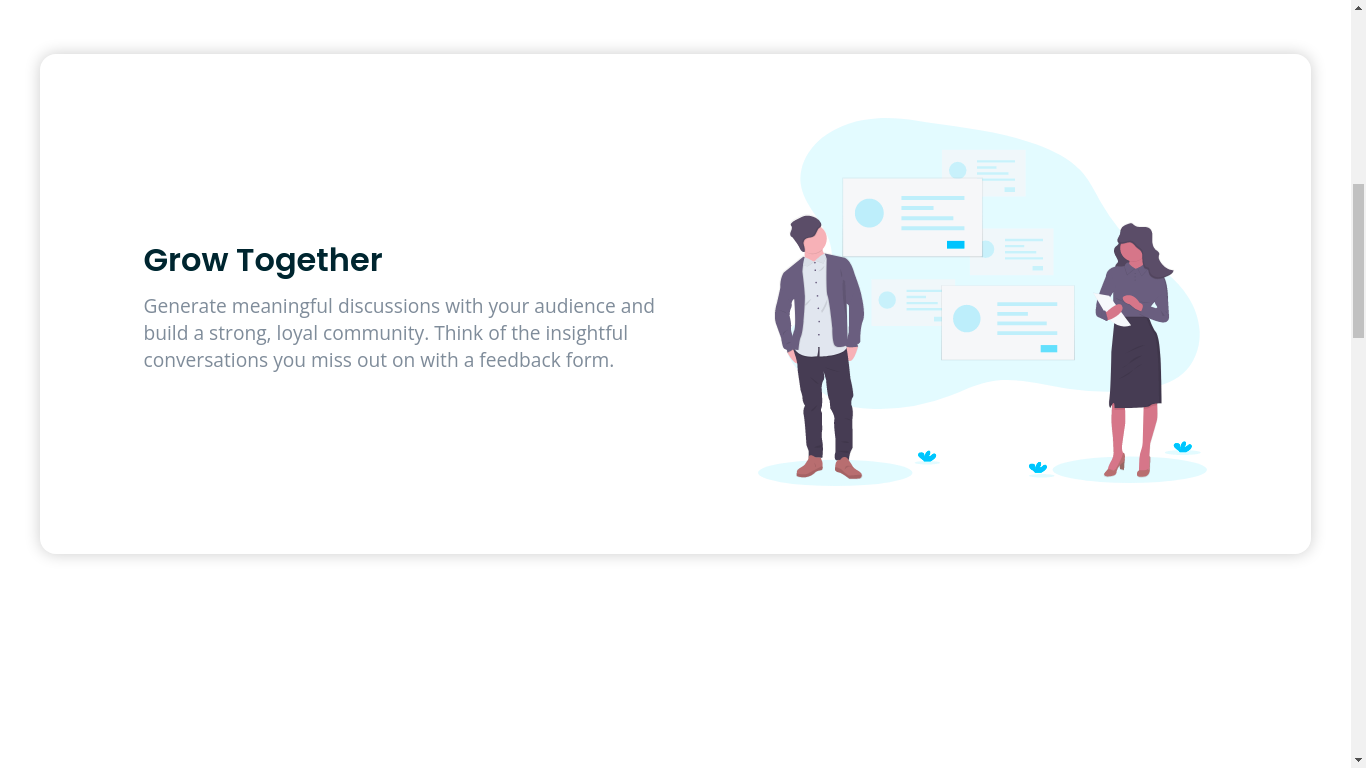 Grow Together
Generate meaningful discussions with your audience and
build a strong, loyal community. Think of the insightful
conversations you miss out on with a feedback form.